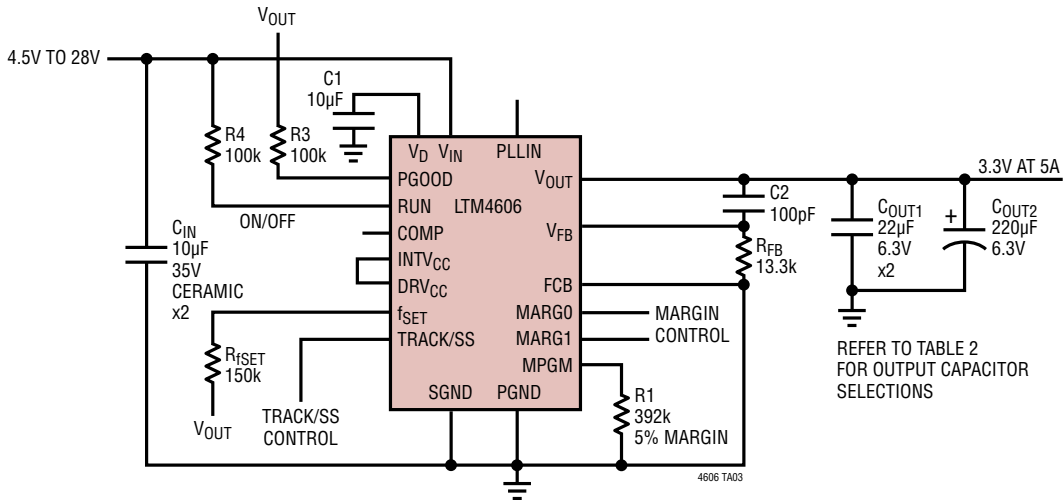 VOUT
4.5V TO 28V
C1
10µF
R4
100k
R3
100k
VD
VIN
PLLIN
PGOOD
VOUT
3.3V AT 5A
RUN
LTM4606
ON/OFF
C2
100pF
COUT1
22µF
6.3V
x2
+
COUT2
220µF
6.3V
CIN
10µF
35V
CERAMIC
x2
COMP
VFB
INTVCC
RFB
13.3k
DRVCC
FCB
fSET
MARG0
MARGIN
CONTROL
TRACK/SS
MARG1
MPGM
RfSET
150k
VOUT
TRACK/SS
CONTROL
SGND
PGND
R1
392k
5% MARGIN
REFER TO TABLE 2
FOR OUTPUT CAPACITOR
SELECTIONS
4606 TA03